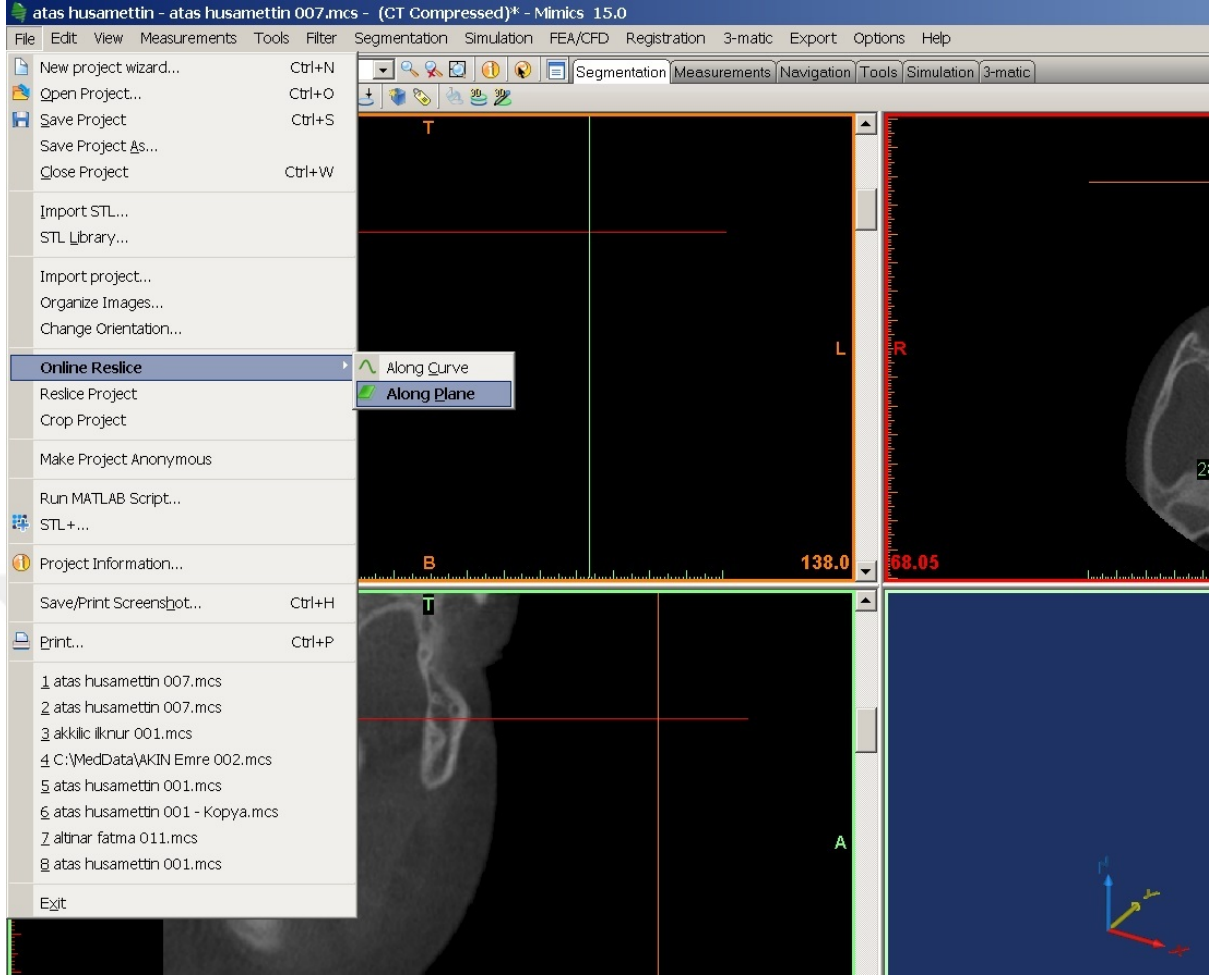 atas husamettin - atas husamettin 007.mcs - (CT Compressed)* - Mimics 15.0
File Edit View Measurements Tools Filter Segmentation Simulation FEA/CFD Registration 3-matic Export Options Help
Segmentation Measurements Navigation Tools Simulation 3-matic
New project wizard... Ctrl+N
Open Project... Ctrl+O
Save Project Ctrl+S
Save Project As...
Close Project Ctrl+W
Import STL...
STL Library...
Import project...
Organize Images...
Change Orientation...
Online Reslice
Along Curve
Along Plane
Reslice Project
Crop Project
Make Project Anonymous
Run MATLAB Script...
STL+...
Project Information...
Save/Print Screenshot... Ctrl+H
Print... Ctrl+P
1 atas husamettin 007.mcs
2 atas husamettin 007.mcs
3 akkilic ilknur 001.mcs
4 C:\MedData\AKIN Emre 002.mcs
5 atas husamettin 001.mcs
6 atas husamettin 001 - Kopya.mcs
7 altinar fatma 011.mcs
8 atas husamettin 001.mcs
Exit
T
L
B
138.0
R
28
68.05
T
A
Y
X